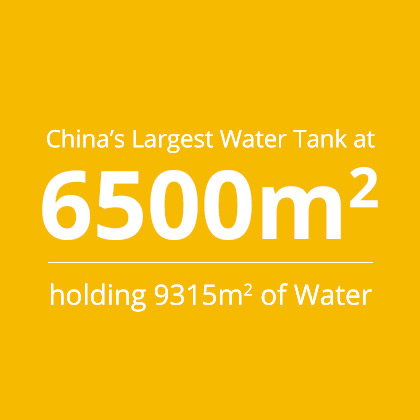 China’s Largest Water Tank at
6500m²
holding 9315m² of Water